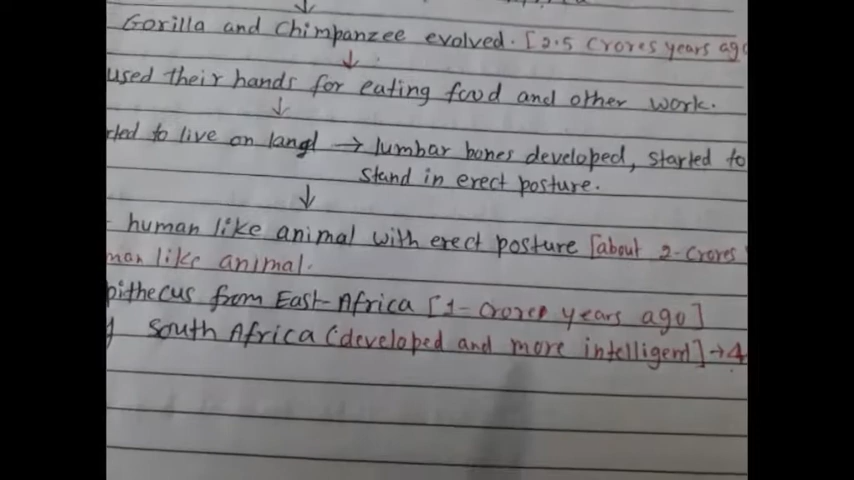 Gorilla and Chimpanzee evolved. [2.5 Crores years ag
↓
used their hands for eating food and other work.
↓
rted to live on land → lumbar bones developed, started to
stand in erect posture.
↓
human like animal with erect posture [about 2-crores
man like animal.
pithecus from East-Africa [1-crores years ago]
South Africa (developed and more intelligent] → 4